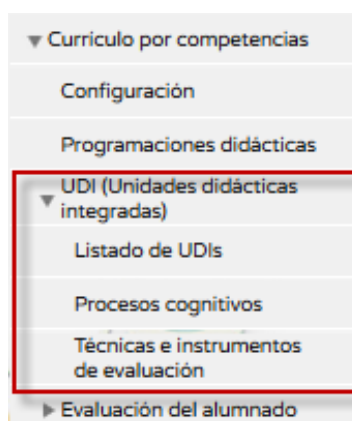 Curriculo por competencias
Configuración
Programaciones didácticas
UDI (Unidades didácticas
integradas)
Listado de UDIs
Procesos cognitivos
Técnicas e instrumentos
de evaluación
Evaluación del alumnado